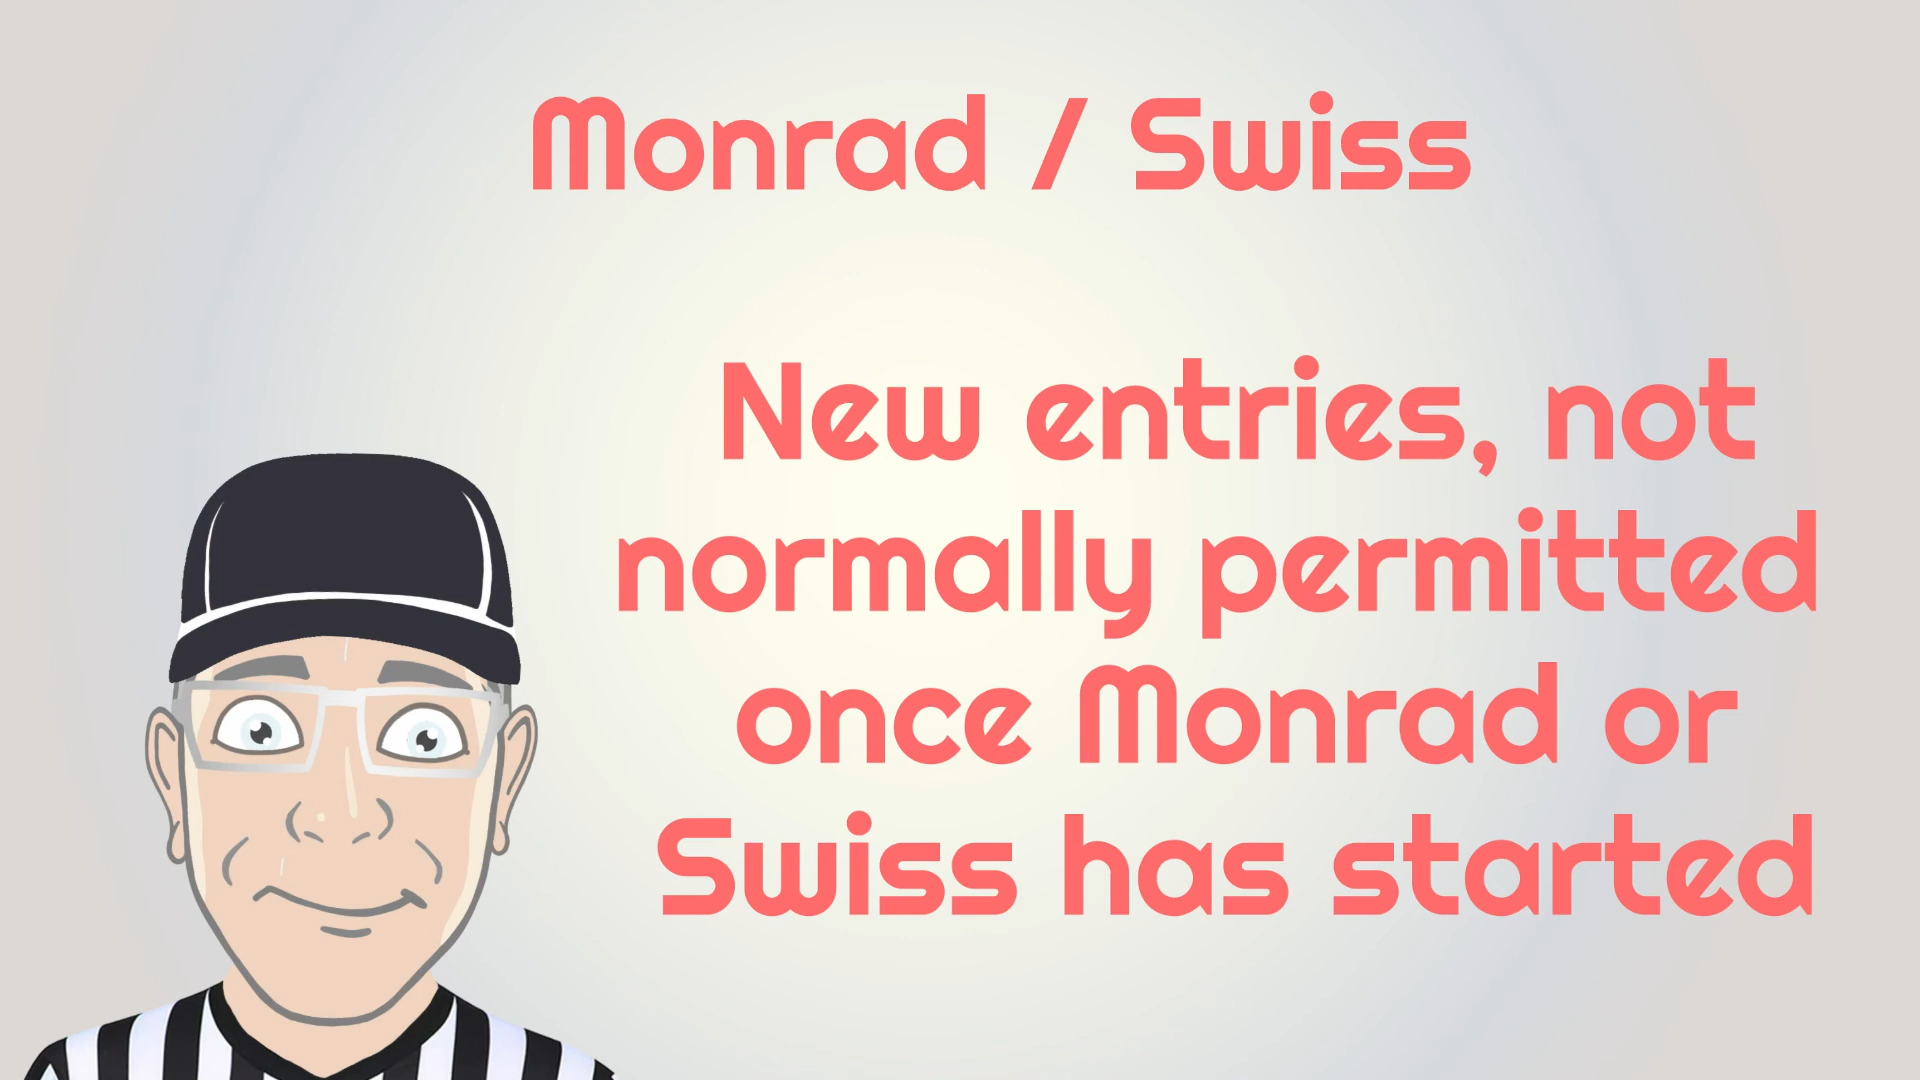 Monrad / Swiss
New entries, not
normally permitted
once Monrad or
Swiss has started